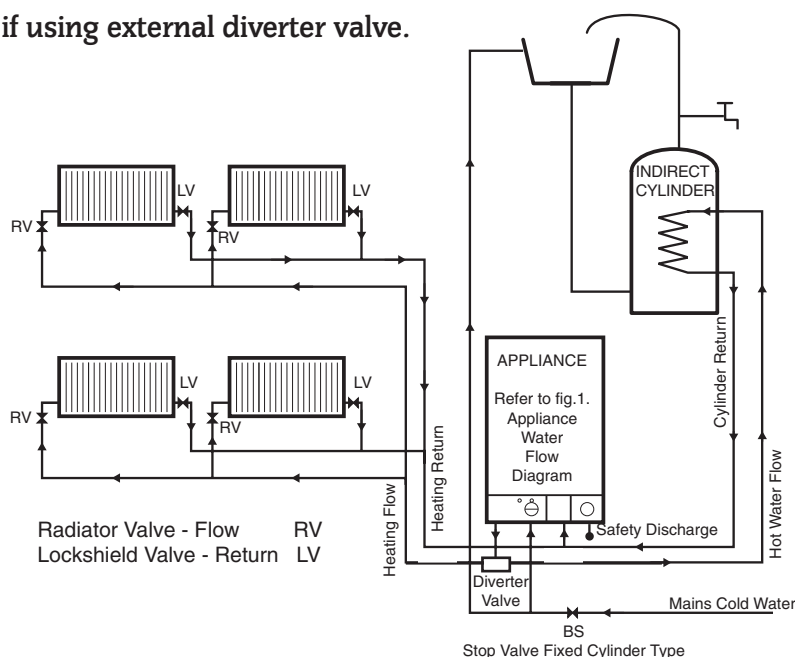 if using external diverter valve.
INDIRECT
CYLINDER
LV
RV
RV
LV
LV
RV
RV
LV
APPLIANCE
Refer to fig.1.
Appliance
Water
Flow
Diagram
Cylinder Return
Hot Water Flow
Heating Return
Heating Flow
Safety Discharge
Radiator Valve - Flow RV
Lockshield Valve - Return LV
Diverter
Valve
Mains Cold Water
BS
Stop Valve Fixed Cylinder Type